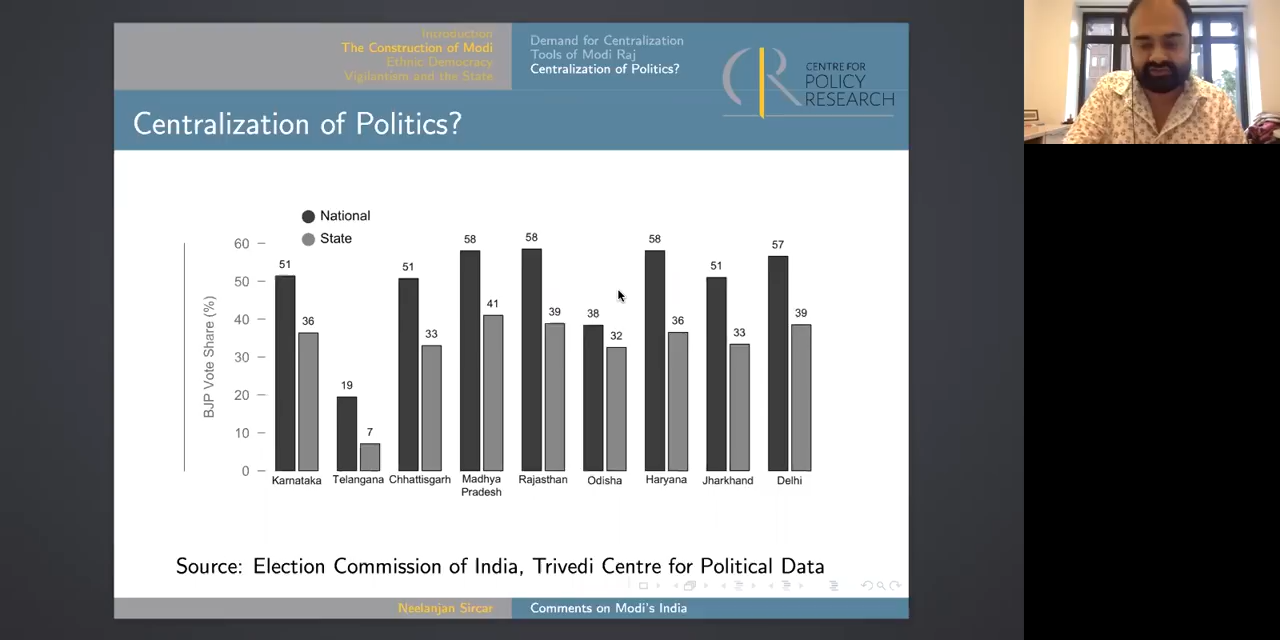 Introduction
The Construction of Modi
Ethnic Democracy
Vigilantism and the State
Demand for Centralization
Tools of Modi Raj
Centralization of Politics?
CENTRE FOR
POLICY
RESEARCH
Centralization of Politics?
National
State
BJP Vote Share (%)
60
50
40
30
20
10
0
51
36
19
7
51
33
58
41
58
39
38
32
58
36
51
33
57
39
Karnataka
Telangana
Chhattisgarh
Madhya
Pradesh
Rajasthan
Odisha
Haryana
Jharkhand
Delhi
Source: Election Commission of India, Trivedi Centre for Political Data
Neelanjan Sircar
Comments on Modi's India